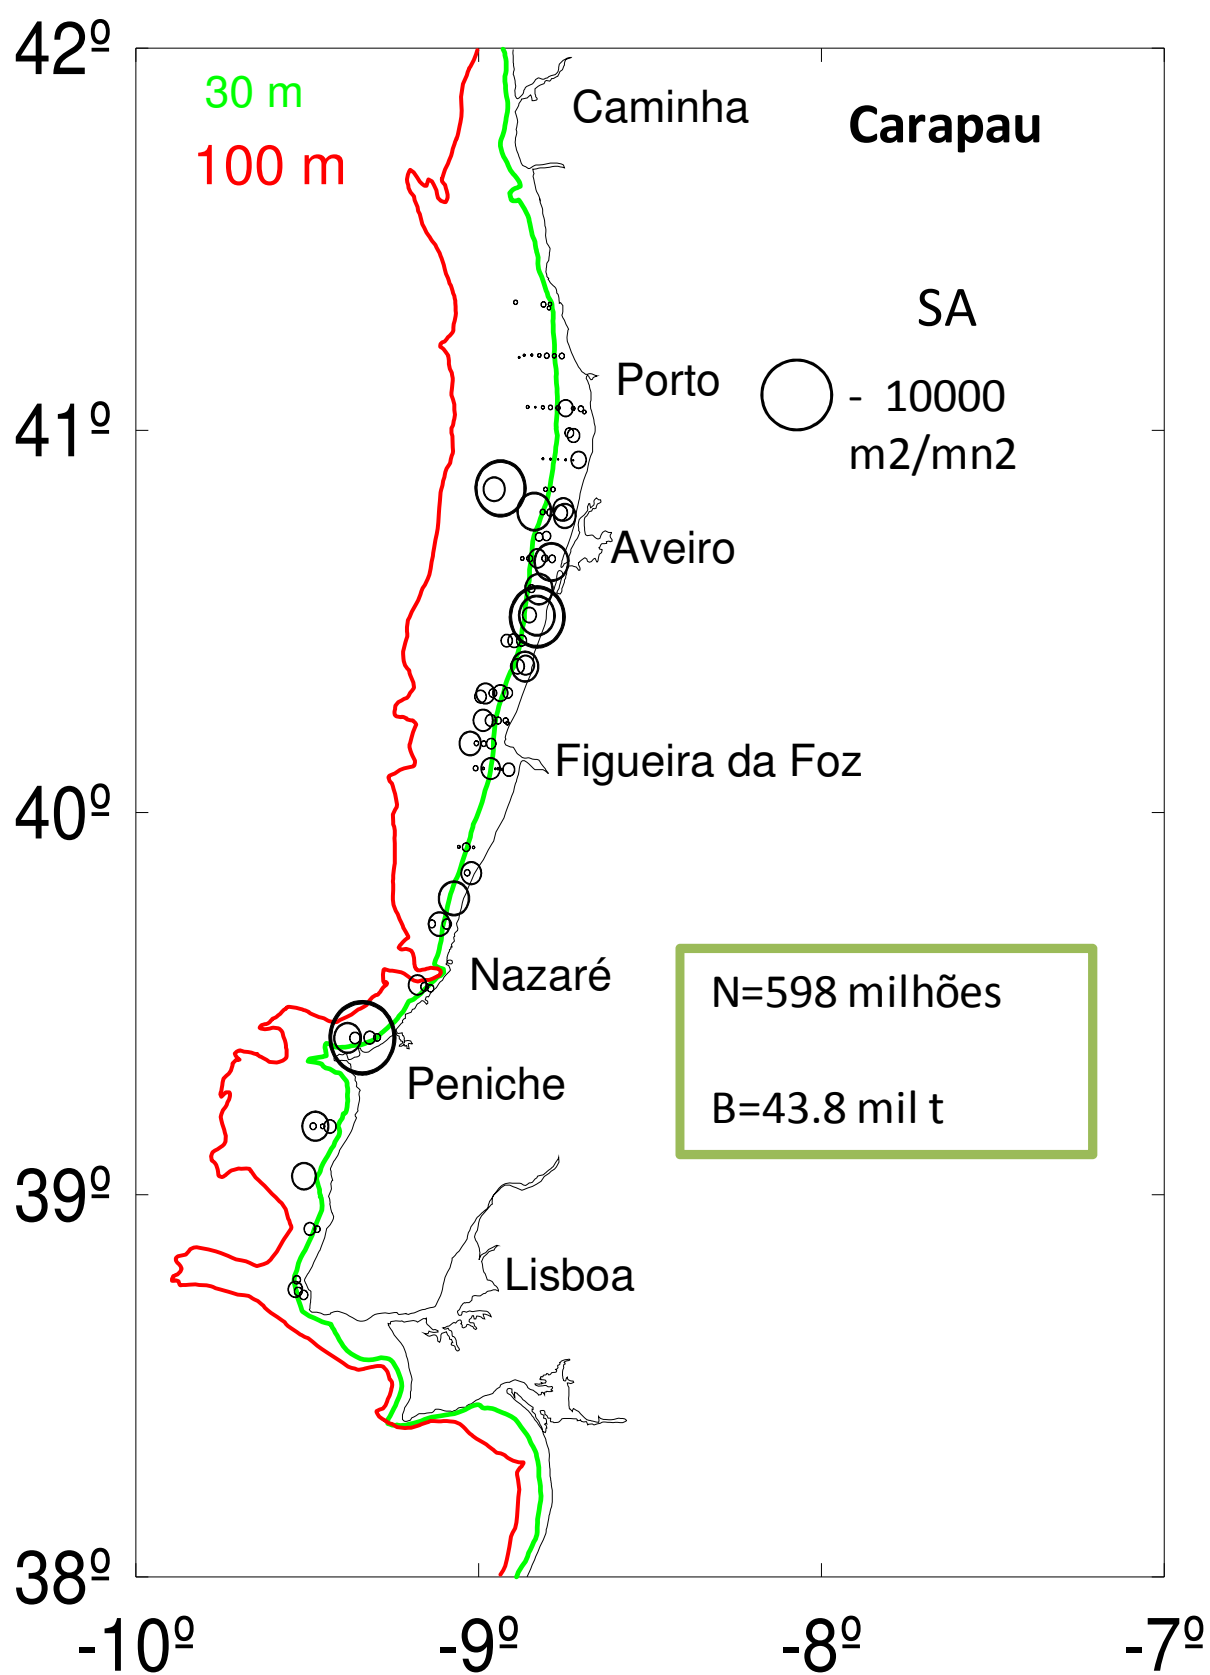 42º
30 m
Caminha
Carapau
100 m
SA
Porto
- 10000
m2/mn2
41º
Aveiro
Figueira da Foz
40º
Nazaré
N=598 milhões
Peniche
B=43.8 mil t
39º
Lisboa
38º
-10º
-9º
-8º
-7º